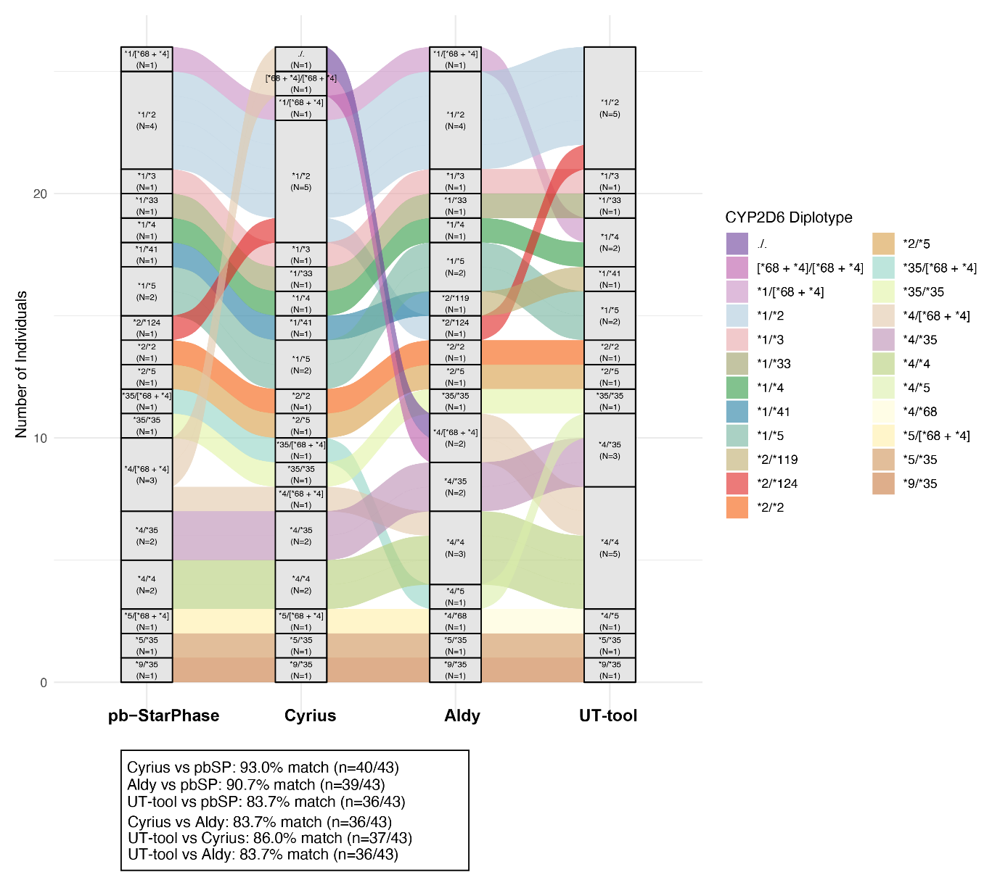 *1/[*68 + *4]
(N=1)
*1/*2
(N=4)
*1/*3
(N=1)
*1/*33
(N=1)
*1/*4
(N=1)
*1/*41
(N=1)
*1/*5
(N=2)
*2/*124
(N=1)
*2/*2
(N=1)
*2/*5
(N=1)
*35/[*68 + *4]
(N=1)
*35/*35
(N=1)
*4/[*68 + *4]
(N=3)
*4/*35
(N=2)
*4/*4
(N=2)
*5/[*68 + *4]
(N=1)
*5/*35
(N=1)
*9/*35
(N=1)
./.
(N=1)
[*68 + *4]/[*68 + *4]
(N=1)
*1/[*68 + *4]
(N=1)
*1/*2
(N=5)
*1/*3
(N=1)
*1/*33
(N=1)
*1/*4
(N=1)
*1/*41
(N=1)
*1/*5
(N=2)
*2/*2
(N=1)
*2/*5
(N=1)
*35/[*68 + *4]
(N=1)
*35/*35
(N=1)
*4/[*68 + *4]
(N=1)
*4/*35
(N=2)
*4/*4
(N=2)
*5/[*68 + *4]
(N=1)
*5/*35
(N=1)
*9/*35
(N=1)
*1/[*68 + *4]
(N=1)
*1/*2
(N=4)
*1/*3
(N=1)
*1/*33
(N=1)
*1/*4
(N=1)
*1/*5
(N=2)
*2/*119
(N=1)
*2/*124
(N=1)
*2/*2
(N=1)
*2/*5
(N=1)
*35/*35
(N=1)
*4/[*68 + *4]
(N=2)
*4/*35
(N=2)
*4/*4
(N=3)
*4/*5
(N=1)
*4/*68
(N=1)
*5/*35
(N=1)
*9/*35
(N=1)
*1/*2
(N=5)
*1/*3
(N=1)
*1/*33
(N=1)
*1/*4
(N=2)
*1/*41
(N=1)
*1/*5
(N=2)
*2/*2
(N=1)
*2/*5
(N=1)
*35/*35
(N=1)
*4/*35
(N=3)
*4/*4
(N=5)
*4/*5
(N=1)
*5/*35
(N=1)
*9/*35
(N=1)
Number of Individuals
20
10
0
pb−StarPhase
Cyrius
Aldy
UT-tool
CYP2D6 Diplotype
./.
[*68 + *4]/[*68 + *4]
*1/[*68 + *4]
*1/*2
*1/*3
*1/*33
*1/*4
*1/*41
*1/*5
*2/*119
*2/*124
*2/*2
*2/*5
*35/[*68 + *4]
*35/*35
*4/[*68 + *4]
*4/*35
*4/*4
*4/*5
*4/*68
*5/[*68 + *4]
*5/*35
*9/*35
Cyrius vs pbSP: 93.0% match (n=40/43)
Aldy vs pbSP: 90.7% match (n=39/43)
UT-tool vs pbSP: 83.7% match (n=36/43)
Cyrius vs Aldy: 83.7% match (n=36/43)
UT-tool vs Cyrius: 86.0% match (n=37/43)
UT-tool vs Aldy: 83.7% match (n=36/43)